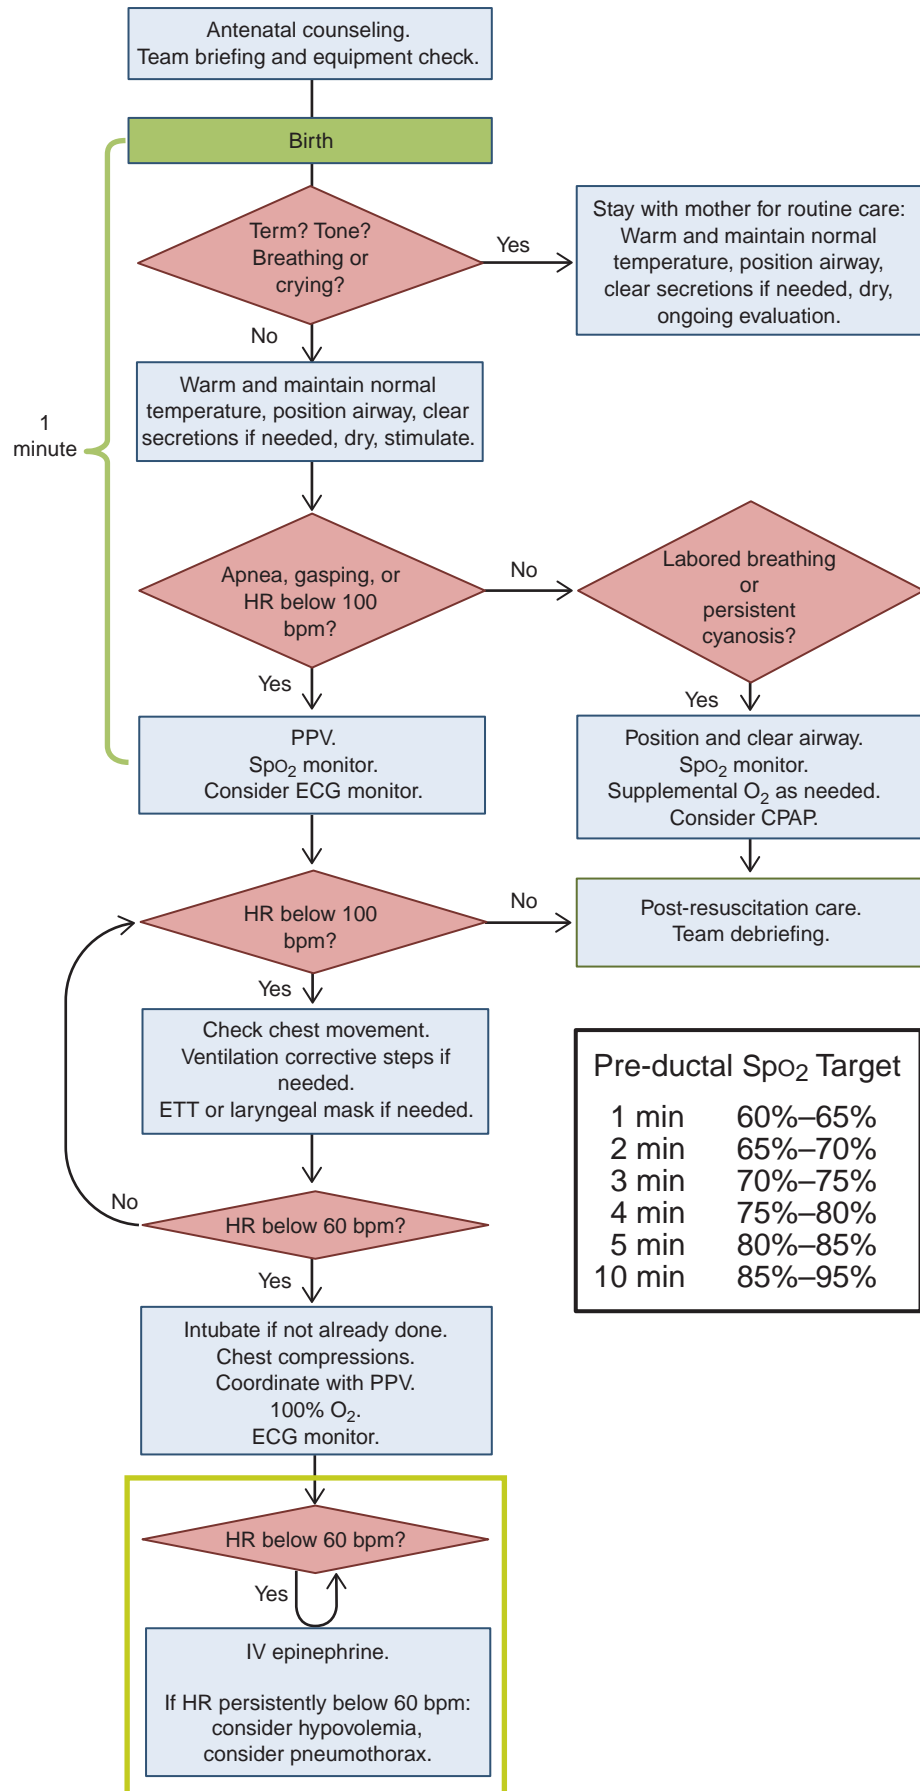 Antenatal counseling.
Team briefing and equipment check.
Birth
Term? Tone?
Breathing or
crying?
Yes
Stay with mother for routine care:
Warm and maintain normal
temperature, position airway,
clear secretions if needed, dry,
ongoing evaluation.
No
Warm and maintain normal
temperature, position airway, clear
secretions if needed, dry, stimulate.
1
minute
Apnea, gasping, or
HR below 100
bpm?
No
Labored breathing
or
persistent
cyanosis?
Yes
Yes
PPV.
SpO₂ monitor.
Consider ECG monitor.
Position and clear airway.
SpO₂ monitor.
Supplemental O₂ as needed.
Consider CPAP.
HR below 100
bpm?
No
Post-resuscitation care.
Team debriefing.
Yes
Check chest movement.
Ventilation corrective steps if
needed.
ETT or laryngeal mask if needed.
No
HR below 60 bpm?
Yes
Intubate if not already done.
Chest compressions.
Coordinate with PPV.
100% O₂.
ECG monitor.
HR below 60 bpm?
Yes
IV epinephrine.
If HR persistently below 60 bpm:
consider hypovolemia,
consider pneumothorax.
Pre-ductal SpO₂ Target
1 min 60%–65%
2 min 65%–70%
3 min 70%–75%
4 min 75%–80%
5 min 80%–85%
10 min 85%–95%